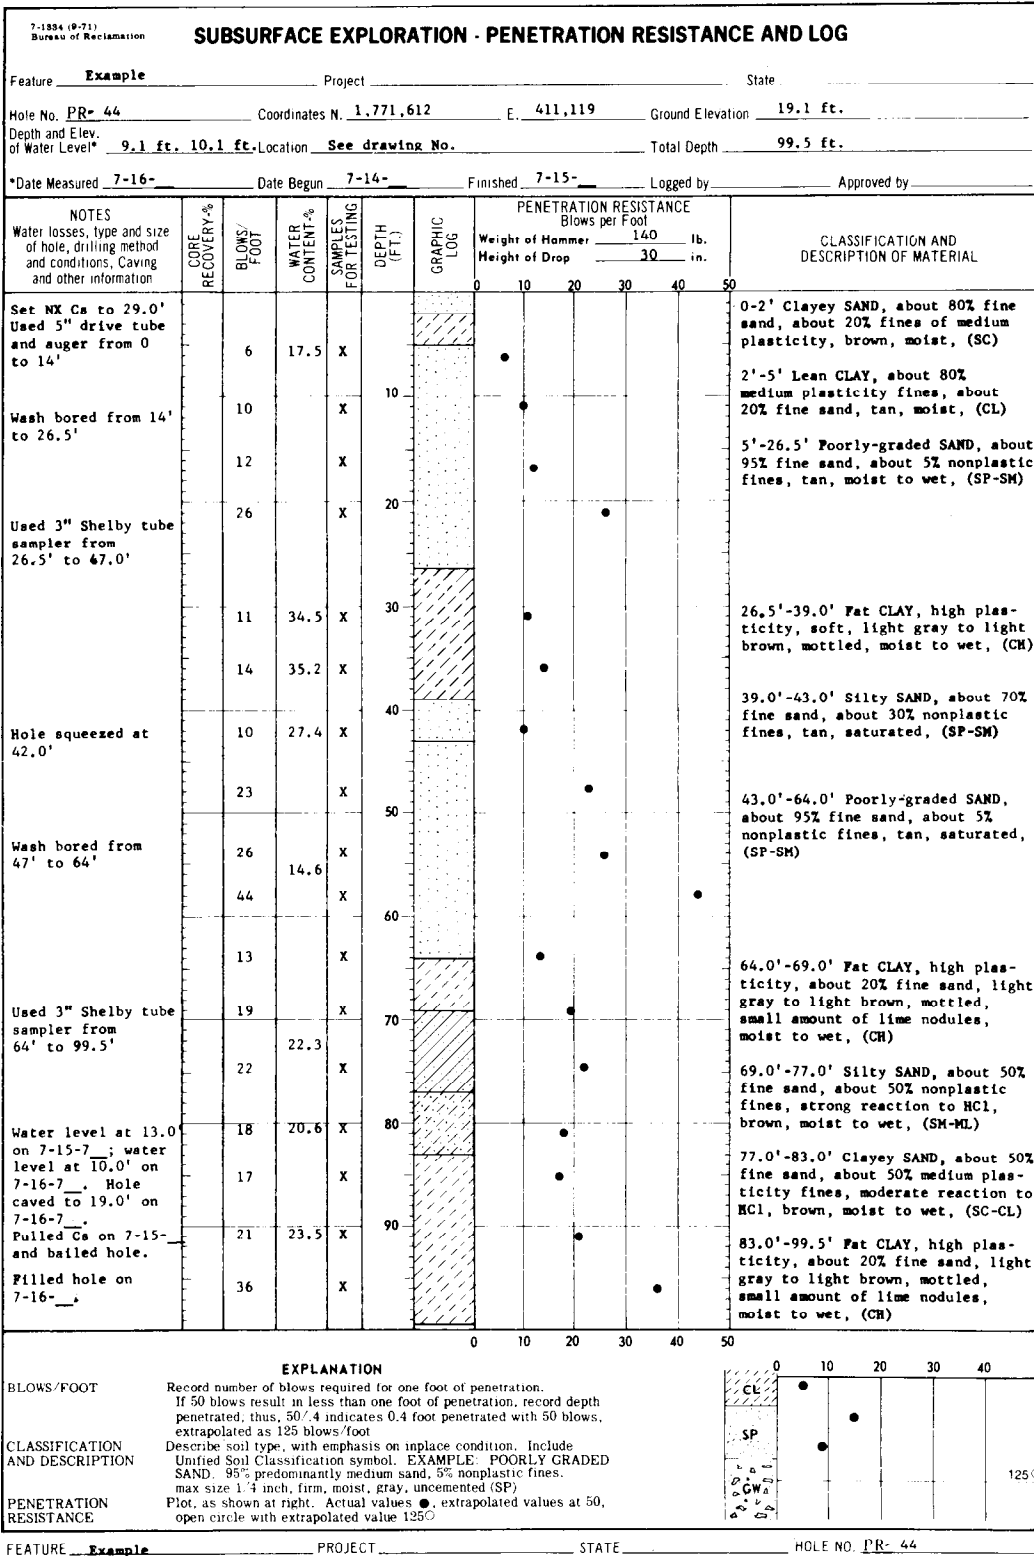 7-1334 (9-71)
Bureau of Reclamation
SUBSURFACE EXPLORATION - PENETRATION RESISTANCE AND LOG
Feature Example Project State
Hole No. PR- 44 Coordinates N. 1,771,612 E. 411,119 Ground Elevation 19.1 ft.
Depth and Elev.
of Water Level* 9.1 ft. 10.1 ft. Location See drawing No. Total Depth 99.5 ft.
*Date Measured 7-16-__ Date Begun 7-14-__ Finished 7-15-__ Logged by Approved by
NOTES
Water losses, type and size
of hole, drilling method
and conditions, Caving
and other information
CORE
RECOVERY-%
BLOWS/
FOOT
WATER
CONTENT-%
SAMPLES
FOR TESTING
DEPTH
(FT.)
GRAPHIC
LOG
PENETRATION RESISTANCE
Blows per Foot
Weight of Hammer 140 lb.
Height of Drop 30 in.
0 10 20 30 40 50
CLASSIFICATION AND
DESCRIPTION OF MATERIAL
Set NX Cs to 29.0'
Used 5" drive tube
and auger from 0
to 14'
Wash bored from 14'
to 26.5'
Used 3" Shelby tube
sampler from
26.5' to 47.0'
Hole squeezed at
42.0'
Wash bored from
47' to 64'
Used 3" Shelby tube
sampler from
64' to 99.5'
Water level at 13.0'
on 7-15-7__; water
level at 10.0' on
7-16-7__. Hole
caved to 19.0' on
7-16-7__.
Pulled Cs on 7-15-__
and bailed hole.
Filled hole on
7-16-__.
6 17.5 X
10 X
12 X
26 X
11 34.5 X
14 35.2 X
10 27.4 X
23 X
26 X
14.6
44 X
13 X
19 X
22.3
22 X
18 20.6 X
17 X
21 23.5 X
36 X
10
20
30
40
50
60
70
80
90
0-2' Clayey SAND, about 80% fine
sand, about 20% fines of medium
plasticity, brown, moist, (SC)
2'-5' Lean CLAY, about 80%
medium plasticity fines, about
20% fine sand, tan, moist, (CL)
5'-26.5' Poorly-graded SAND, about
95% fine sand, about 5% nonplastic
fines, tan, moist to wet, (SP-SM)
26.5'-39.0' Fat CLAY, high plas-
ticity, soft, light gray to light
brown, mottled, moist to wet, (CH)
39.0'-43.0' Silty SAND, about 70%
fine sand, about 30% nonplastic
fines, tan, saturated, (SP-SM)
43.0'-64.0' Poorly-graded SAND,
about 95% fine sand, about 5%
nonplastic fines, tan, saturated,
(SP-SM)
64.0'-69.0' Fat CLAY, high plas-
ticity, about 20% fine sand, light
gray to light brown, mottled,
small amount of lime nodules,
moist to wet, (CH)
69.0'-77.0' Silty SAND, about 50%
fine sand, about 50% nonplastic
fines, strong reaction to HCl,
brown, moist to wet, (SM-ML)
77.0'-83.0' Clayey SAND, about 50%
fine sand, about 50% medium plas-
ticity fines, moderate reaction to
HCl, brown, moist to wet, (SC-CL)
83.0'-99.5' Fat CLAY, high plas-
ticity, about 20% fine sand, light
gray to light brown, mottled,
small amount of lime nodules,
moist to wet, (CH)
0 10 20 30 40 50
EXPLANATION
BLOWS/FOOT
Record number of blows required for one foot of penetration.
If 50 blows result in less than one foot of penetration, record depth
penetrated; thus, 50/.4 indicates 0.4 foot penetrated with 50 blows,
extrapolated as 125 blows/foot
CLASSIFICATION
AND DESCRIPTION
Describe soil type, with emphasis on inplace condition. Include
Unified Soil Classification symbol. EXAMPLE: POORLY GRADED
SAND. 95% predominantly medium sand, 5% nonplastic fines.
max size 1/4 inch, firm, moist, gray, uncemented (SP)
PENETRATION
RESISTANCE
Plot, as shown at right. Actual values ●, extrapolated values at 50,
open circle with extrapolated value 125○
0 10 20 30 40
CL
SP
GW
125
FEATURE Example PROJECT STATE HOLE NO. PR- 44